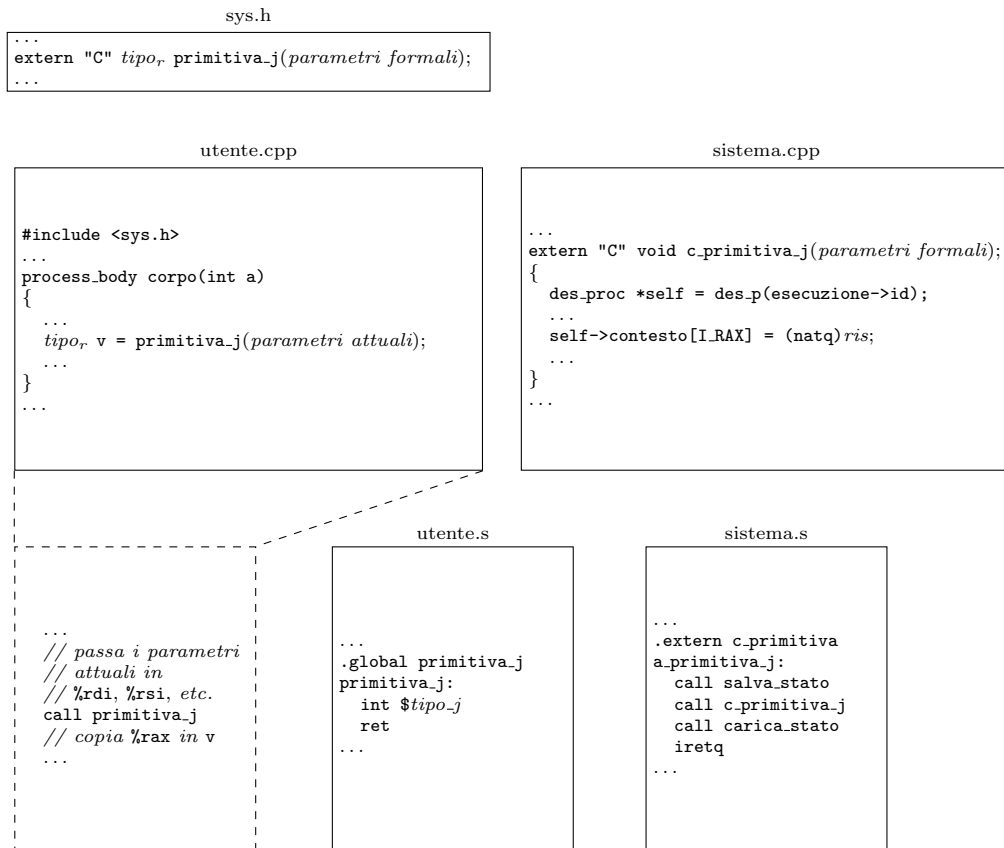 sys.h
...
extern "C" tipo_r primitiva_j(parametri formali);
...
utente.cpp
#include <sys.h>
...
process_body corpo(int a)
{
...
tipo_r v = primitiva_j(parametri attuali);
...
}
...
sistema.cpp
...
extern "C" void c_primitiva_j(parametri formali);
{
des_proc *self = des_p(esecuzione->id);
...
self->contesto[I_RAX] = (natq)ris;
...
}
...
...
// passa i parametri
// attuali in
// %rdi, %rsi, etc.
call primitiva_j
// copia %rax in v
...
utente.s
...
.global primitiva_j
primitiva_j:
int $tipo_j
ret
...
sistema.s
...
.extern c_primitiva
a_primitiva_j:
call salva_stato
call c_primitiva_j
call carica_stato
iretq
...